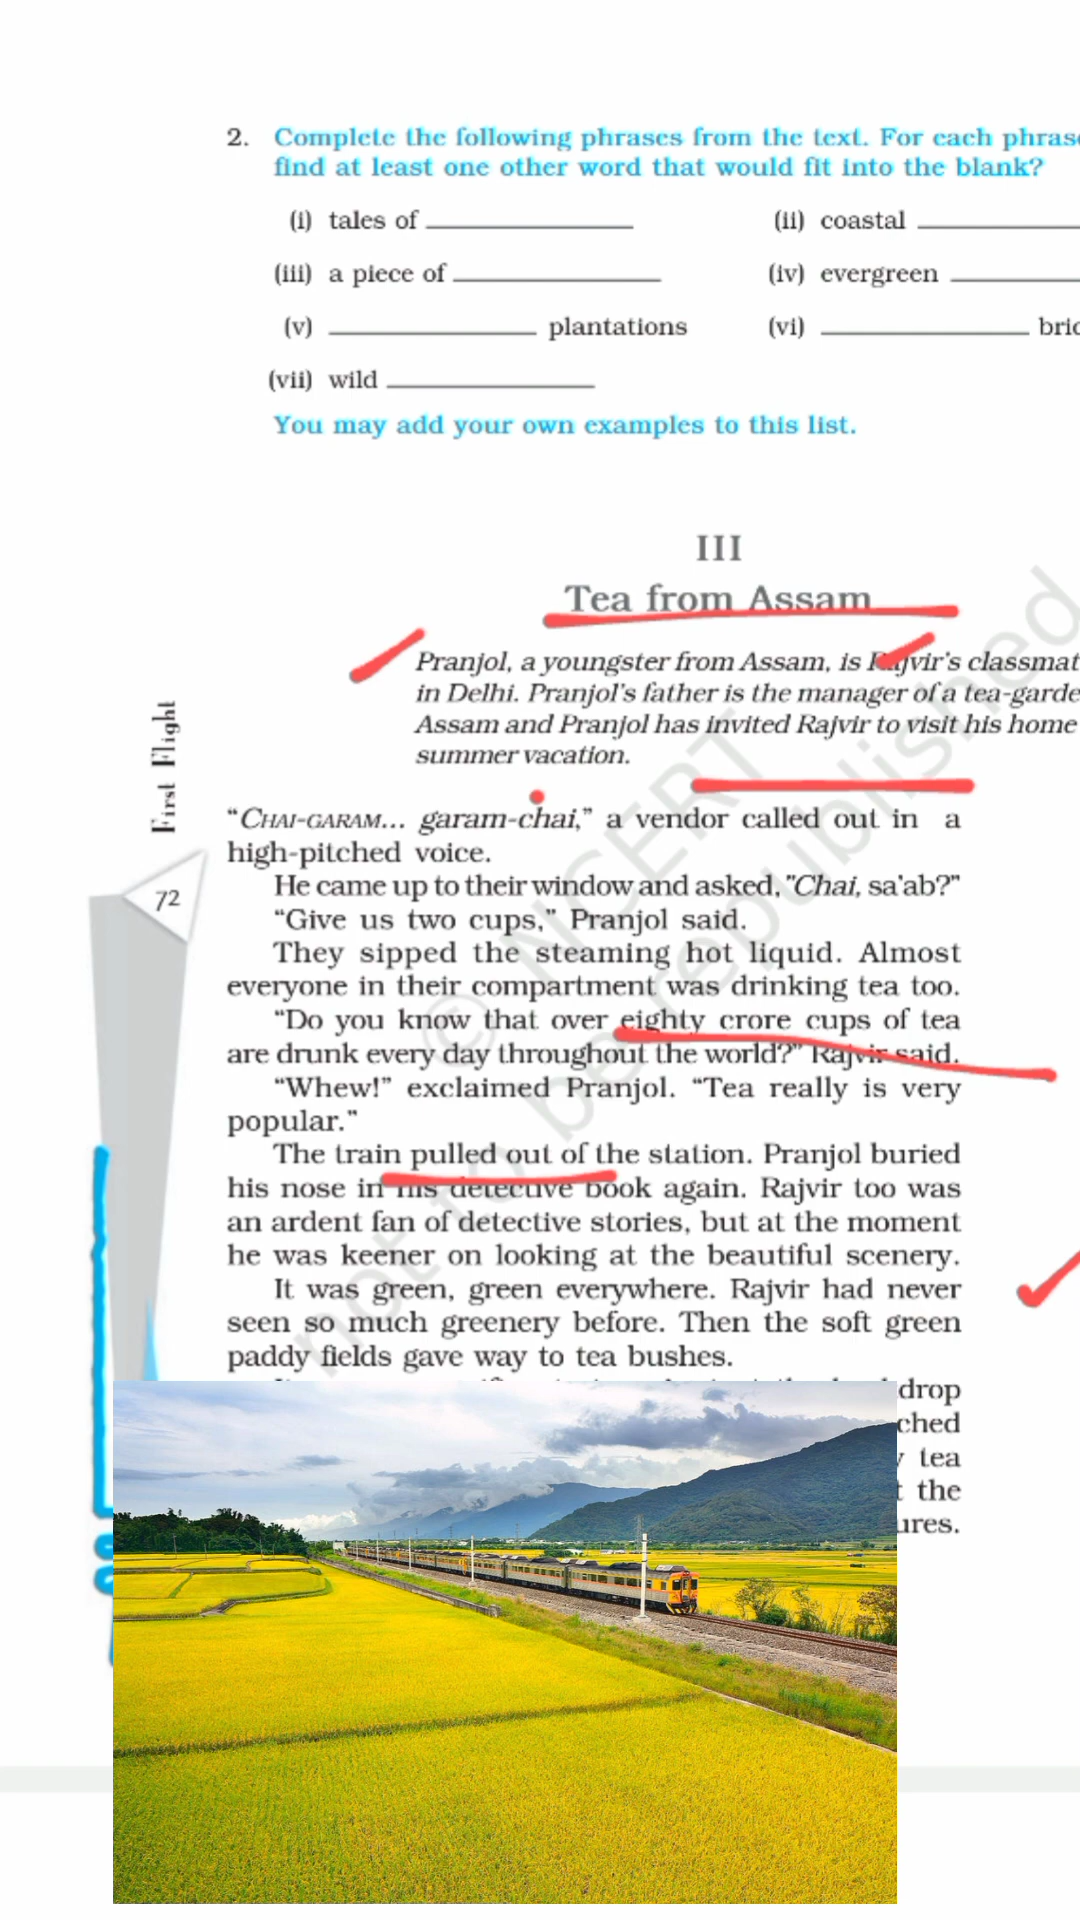 2. Complete the following phrases from the text. For each phrase
find at least one other word that would fit into the blank?
(i) tales of (ii) coastal
(iii) a piece of (iv) evergreen
(v) plantations (vi)
(vii) wild
You may add your own examples to this list.
III
Tea from Assam
Pranjol, a youngster from Assam, is Rajvir's classmat
in Delhi. Pranjol's father is the manager of a tea-garde
Assam and Pranjol has invited Rajvir to visit his home
summer vacation.
First Flight
72
"CHAI-GARAM... garam-chai," a vendor called out in a
high-pitched voice.
He came up to their window and asked, "Chai, sa'ab?"
"Give us two cups," Pranjol said.
They sipped the steaming hot liquid. Almost
everyone in their compartment was drinking tea too.
"Do you know that over eighty crore cups of tea
are drunk every day throughout the world?" Rajvir said.
"Whew!" exclaimed Pranjol. "Tea really is very
popular."
The train pulled out of the station. Pranjol buried
his nose in his detective book again. Rajvir too was
an ardent fan of detective stories, but at the moment
he was keener on looking at the beautiful scenery.
It was green, green everywhere. Rajvir had never
seen so much greenery before. Then the soft green
paddy fields gave way to tea bushes.
drop
ched
tea
the
ures.
© NCERT
not to be republished